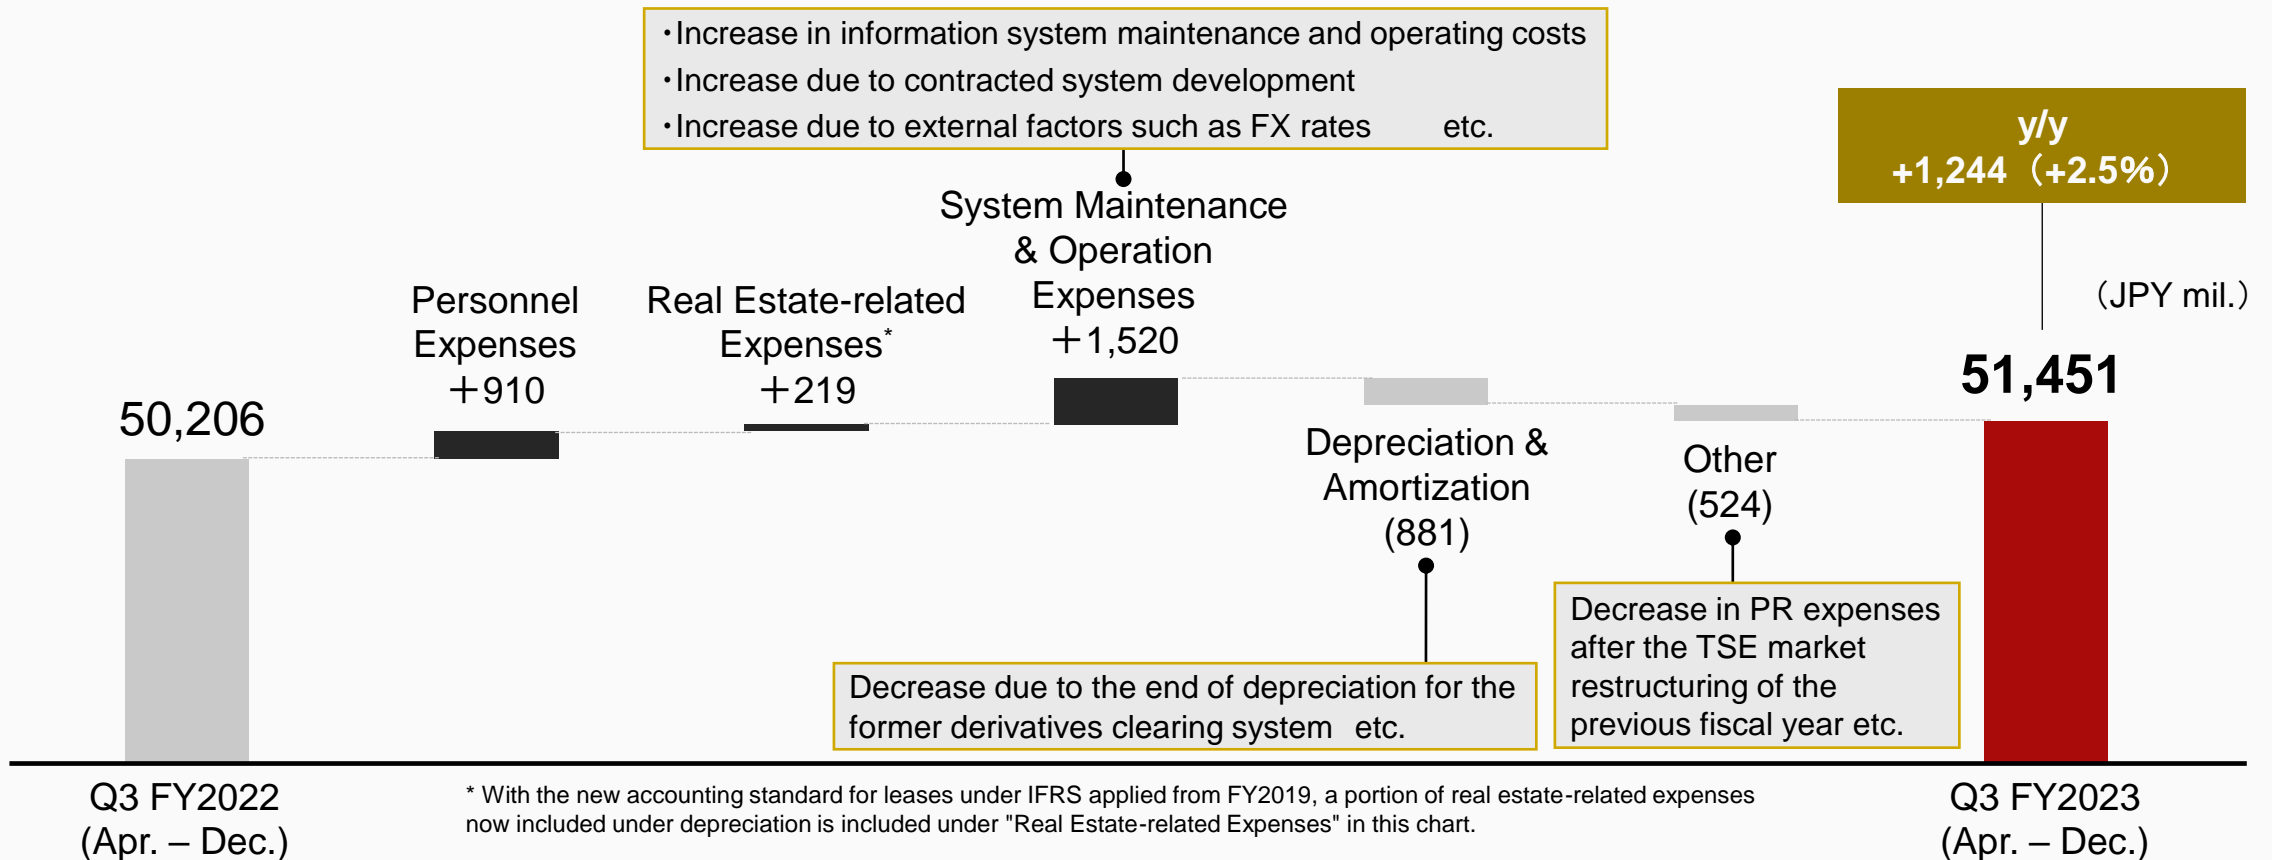 ・Increase in information system maintenance and operating costs
・Increase due to contracted system development
・Increase due to external factors such as FX rates etc.
y/y
+1,244（+2.5%）
（JPY mil.）
50,206
Personnel
Expenses
＋910
Real Estate-related
Expenses*
＋219
System Maintenance
& Operation
Expenses
＋1,520
Depreciation &
Amortization
(881)
Other
(524)
51,451
Decrease due to the end of depreciation for the
former derivatives clearing system etc.
Decrease in PR expenses
after the TSE market
restructuring of the
previous fiscal year etc.
Q3 FY2022
(Apr. – Dec.)
* With the new accounting standard for leases under IFRS applied from FY2019, a portion of real estate-related expenses
now included under depreciation is included under "Real Estate-related Expenses" in this chart.
Q3 FY2023
(Apr. – Dec.)